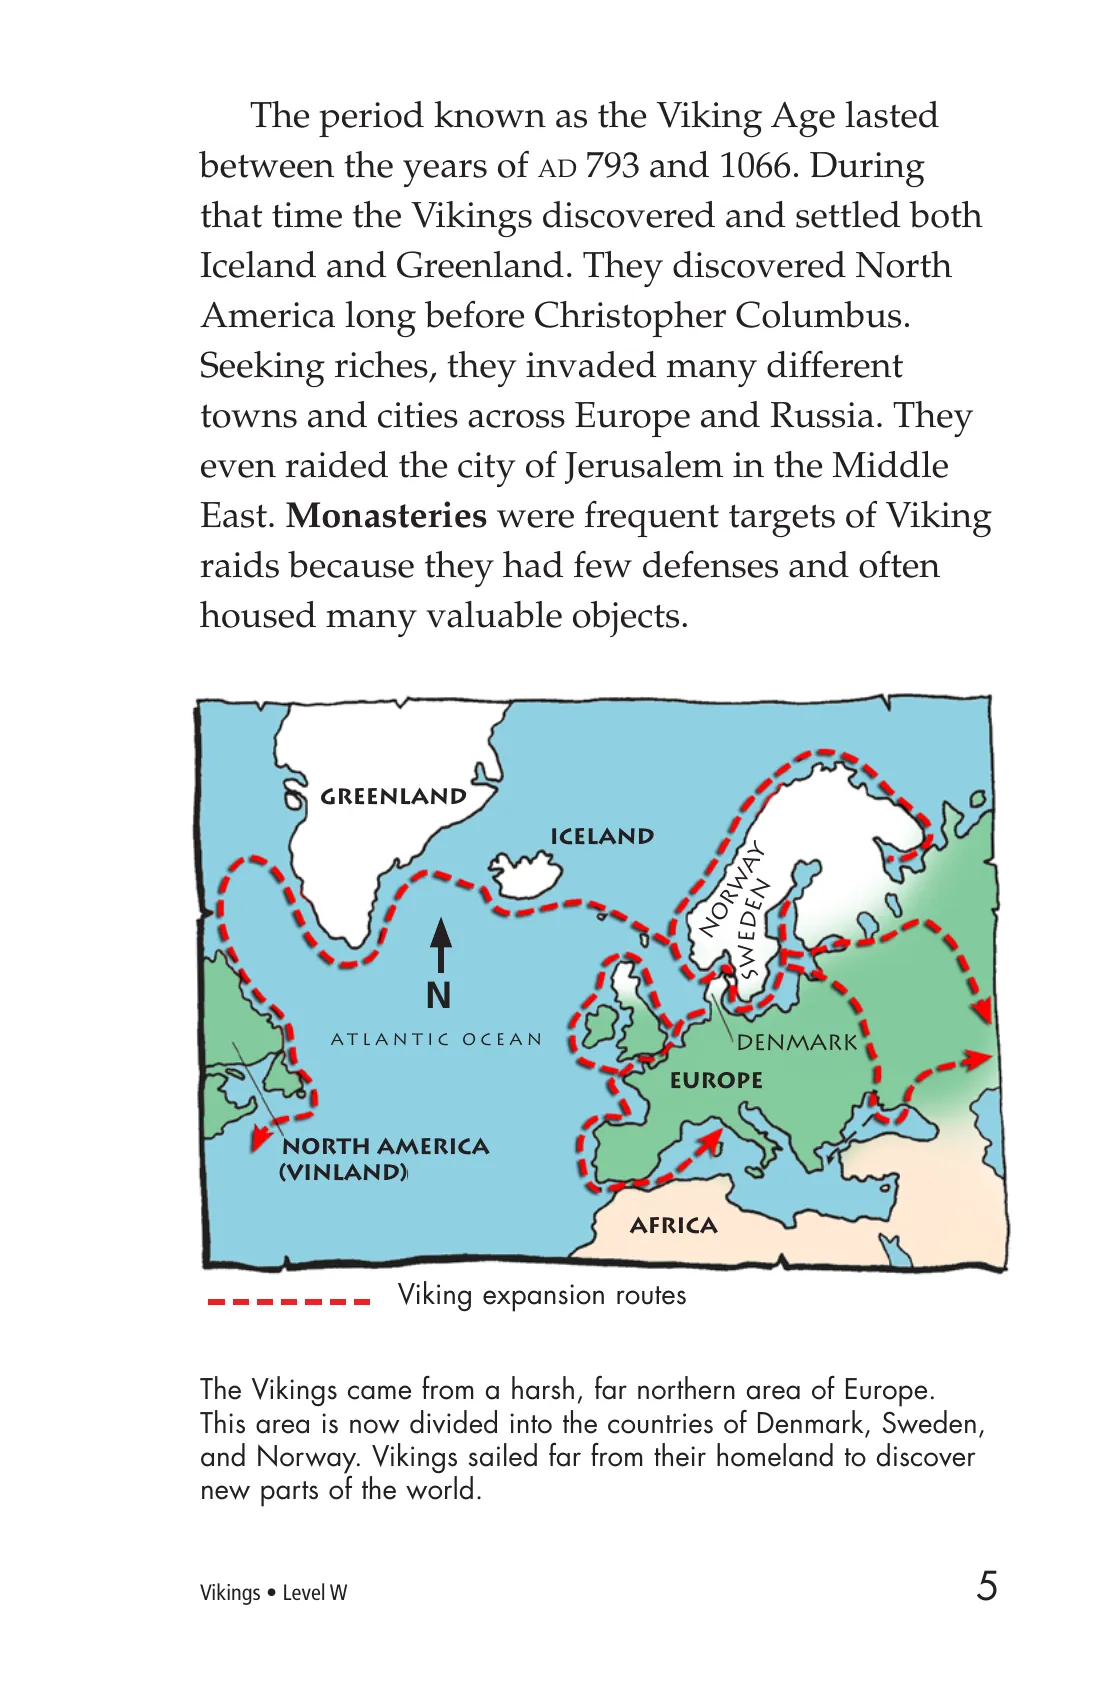 The period known as the Viking Age lasted
between the years of AD 793 and 1066. During
that time the Vikings discovered and settled both
Iceland and Greenland. They discovered North
America long before Christopher Columbus.
Seeking riches, they invaded many different
towns and cities across Europe and Russia. They
even raided the city of Jerusalem in the Middle
East. Monasteries were frequent targets of Viking
raids because they had few defenses and often
housed many valuable objects.
GREENLAND
ICELAND
NORWAY
SWEDEN
N
ATLANTIC OCEAN
DENMARK
EUROPE
NORTH AMERICA
(VINLAND)
AFRICA
Viking expansion routes
The Vikings came from a harsh, far northern area of Europe.
This area is now divided into the countries of Denmark, Sweden,
and Norway. Vikings sailed far from their homeland to discover
new parts of the world.
Vikings • Level W
5